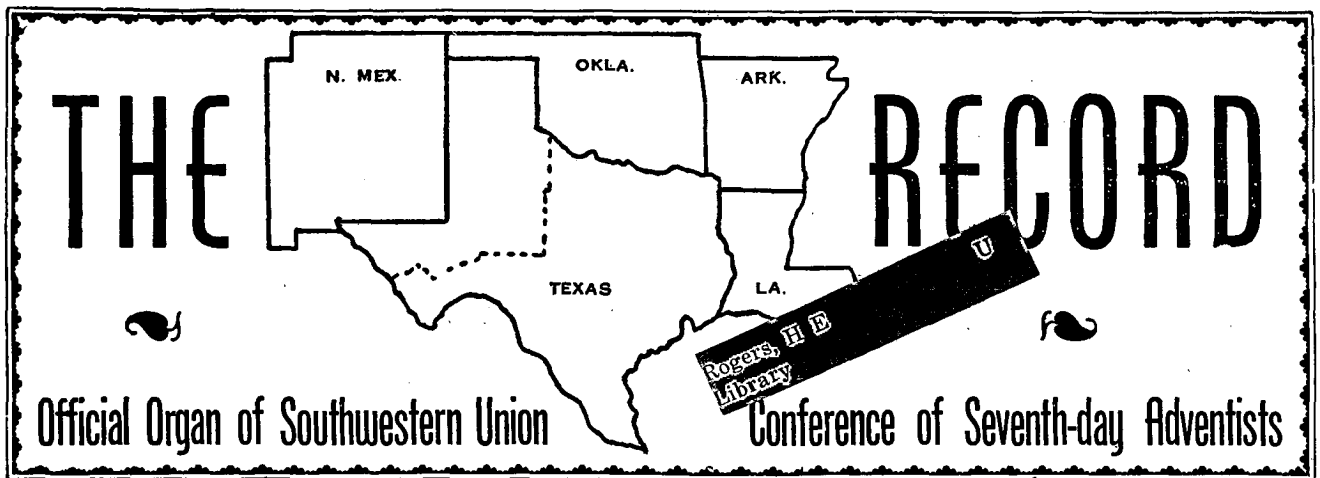 THE RECORD
N. MEX.
OKLA.
ARK.
TEXAS
LA.
U
Rogers, H E
Library
Official Organ of Southwestern Union Conference of Seventh-day Adventists